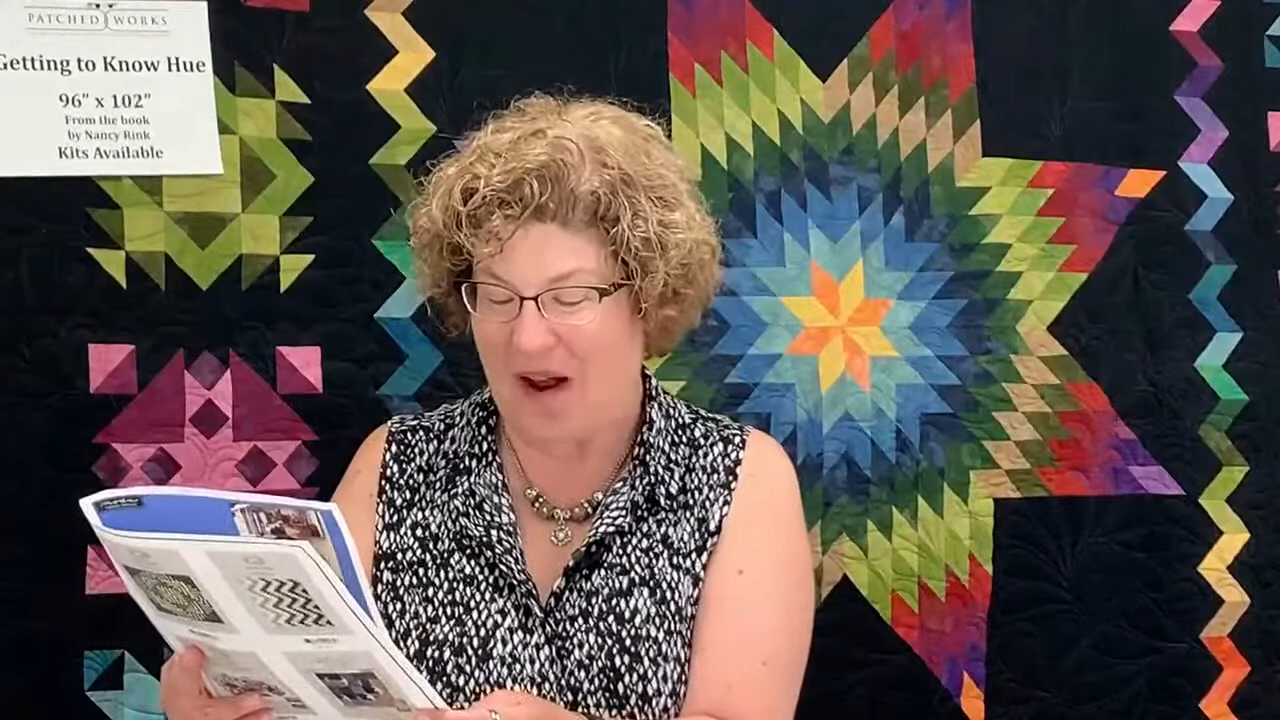 PATCHED WORKS
Getting to Know Hue
96" x 102"
From the book
by Nancy Rink
Kits Available